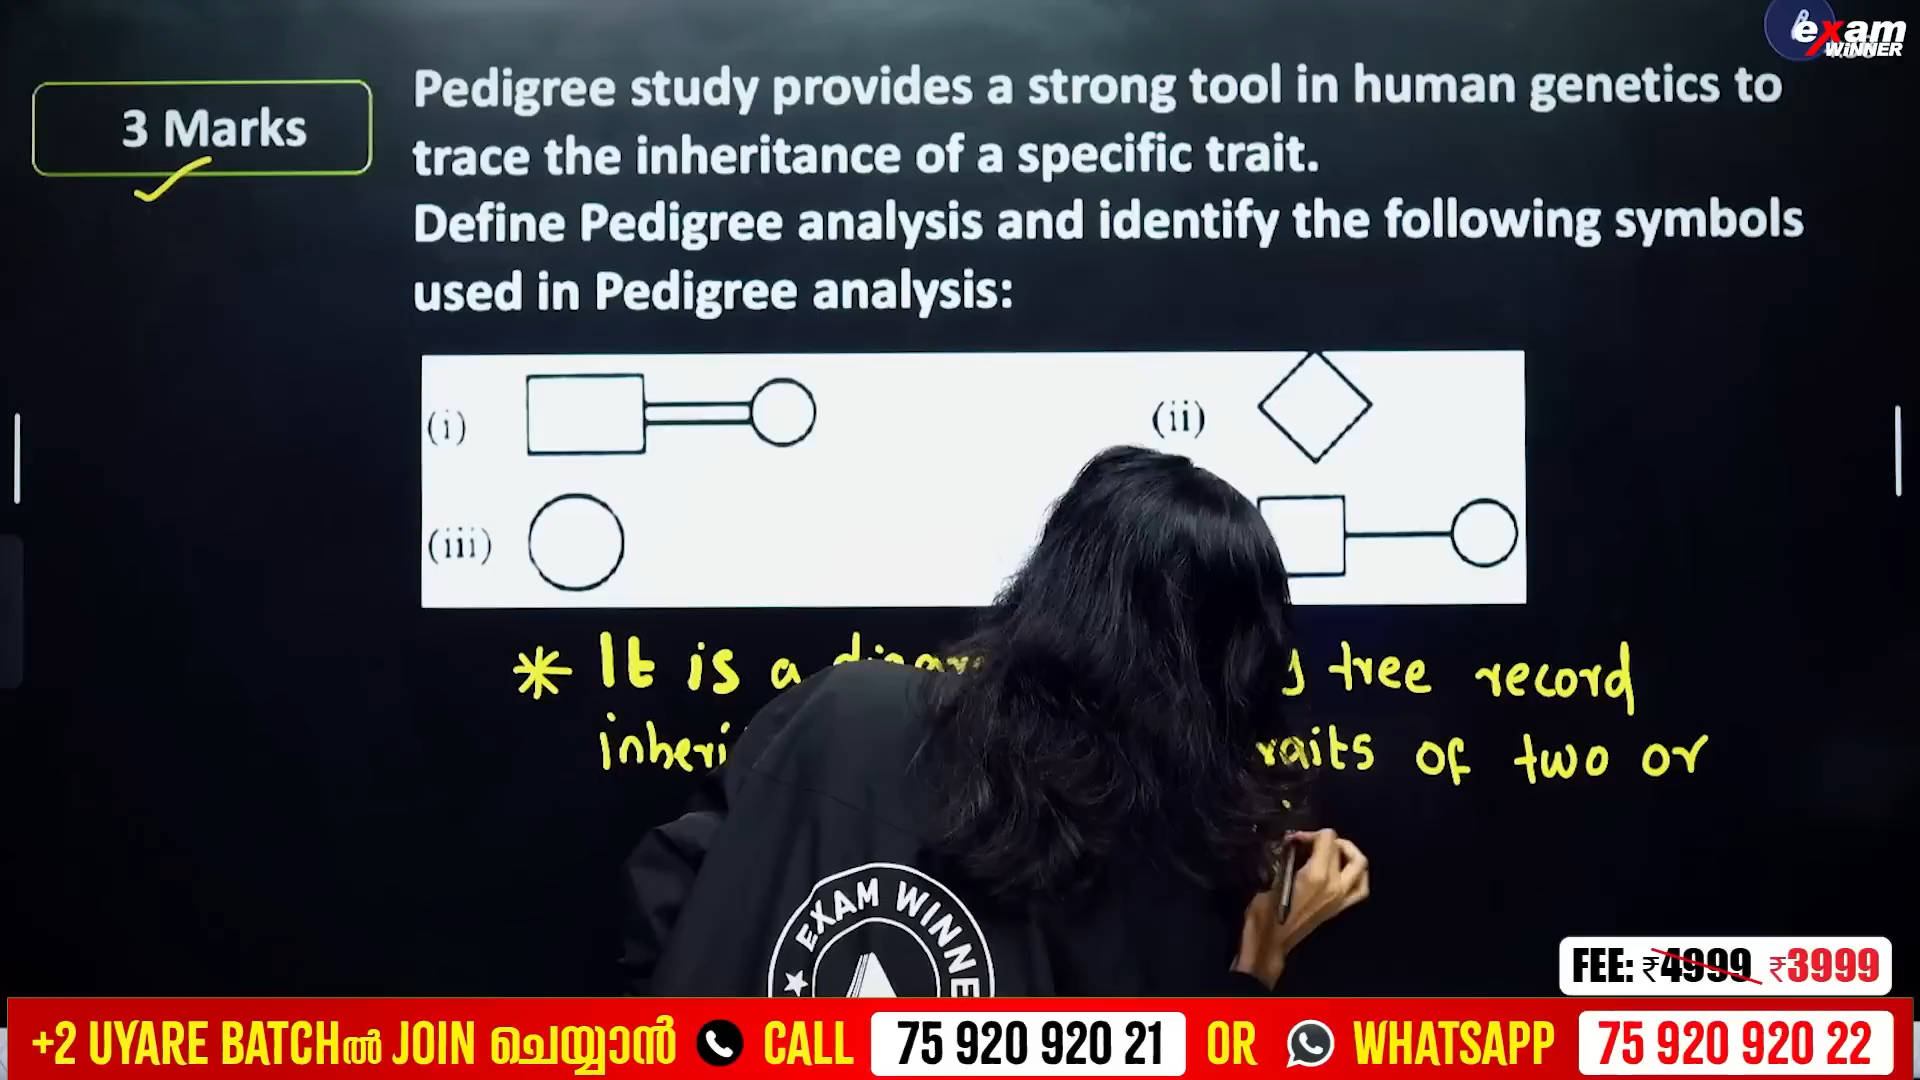 exam
WiNNER
3 Marks
Pedigree study provides a strong tool in human genetics to
trace the inheritance of a specific trait.
Define Pedigree analysis and identify the following symbols
used in Pedigree analysis:
(i)
(ii)
(iii)
* It is a tree record
of two or
EXAM WINNE
FEE: ₹4999 ₹3999
+2 UYARE BATCHൽ JOIN ചെയ്യാൻ CALL 75 920 920 21 OR WHATSAPP 75 920 920 22